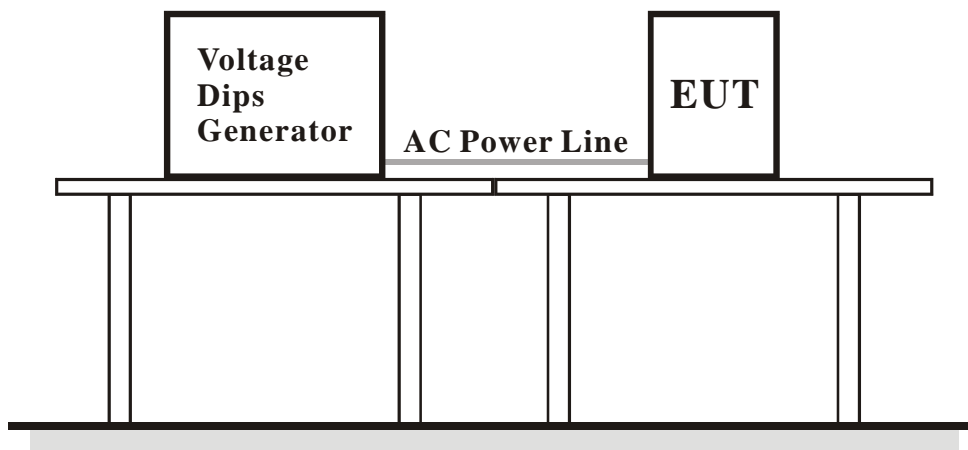 Voltage
Dips
Generator
EUT
AC Power Line